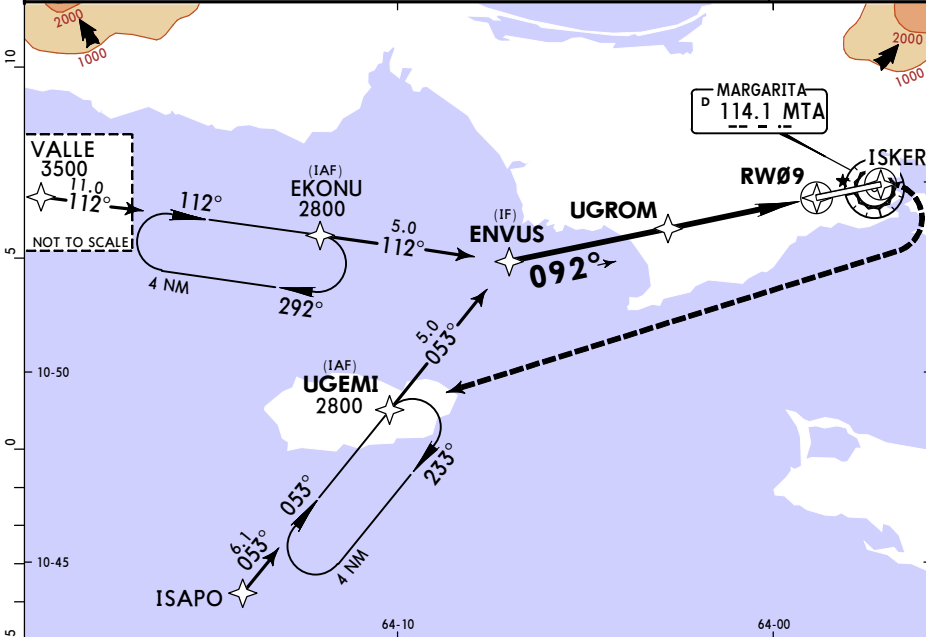 2000
1000
10
2000
1000
MARGARITA
D 114.1 MTA
VALLE
3500
11.0
112°
NOT TO SCALE
112°
(IAF)
EKONU
2800
5.0
112°
292°
4 NM
(IF)
ENVUS
UGROM
RWØ9
ISKER
092°
5
5.0
053°
(IAF)
UGEMI
2800
10-50
0
233°
053°
4 NM
6.1
053°
10-45
ISAPO
5
64-10
64-00